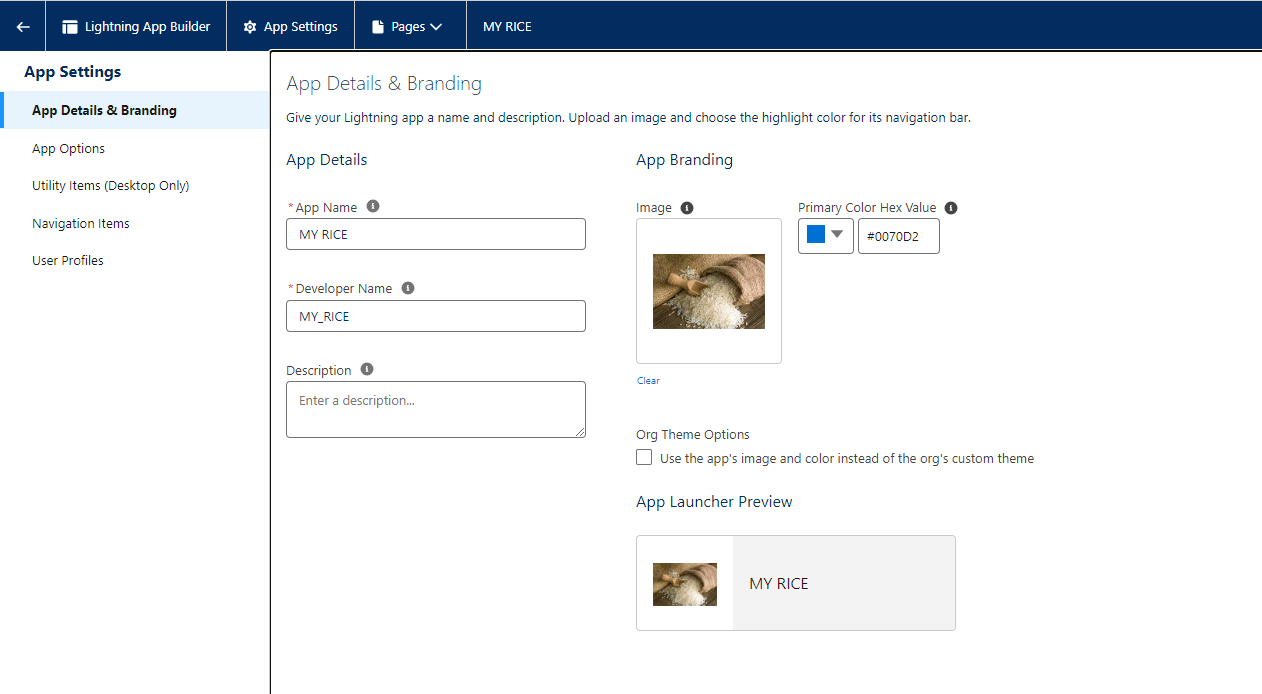 Lightning App Builder
App Settings
Pages
MY RICE
App Settings
App Details & Branding
App Options
Utility Items (Desktop Only)
Navigation Items
User Profiles
App Details & Branding
Give your Lightning app a name and description. Upload an image and choose the highlight color for its navigation bar.
App Details
*App Name
MY RICE
*Developer Name
MY_RICE
Description
Enter a description...
App Branding
Image
Primary Color Hex Value
#0070D2
Clear
Org Theme Options
Use the app's image and color instead of the org's custom theme
App Launcher Preview
MY RICE